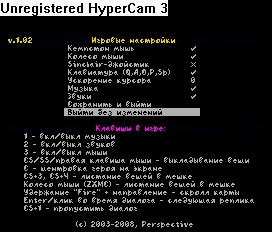 Unregistered HyperCam 3
v.1.02 Игровые настройки
Кемпстон мышь ✓
Колесо мыши ✓
Sinclair-Джойстик ×
Клавиатура (Q,A,O,P,Sp) ✓
Ускорение курсора 0
Музыка ✓
Звуки ✓
Сохранить и выйти
Выйти без изменений
Клавиши в игре:
1 - вкл/выкл музыки
2 - вкл/выкл звуков
3 - вкл/выкл мыши
CS/SS/правая клавиша мыши - выкладывание вещи
0 - центровка героя на экране
CS+3, CS+4 - листание вещей в мешке
Колесо мыши (ZXME) - листание вещей в мешке
Удержание "Fire" + направление - скролл карты
Enter/клик во время диалога - следующая реплика
CS+1 - пропустить диалог
(c) 2003-2008, Perspective